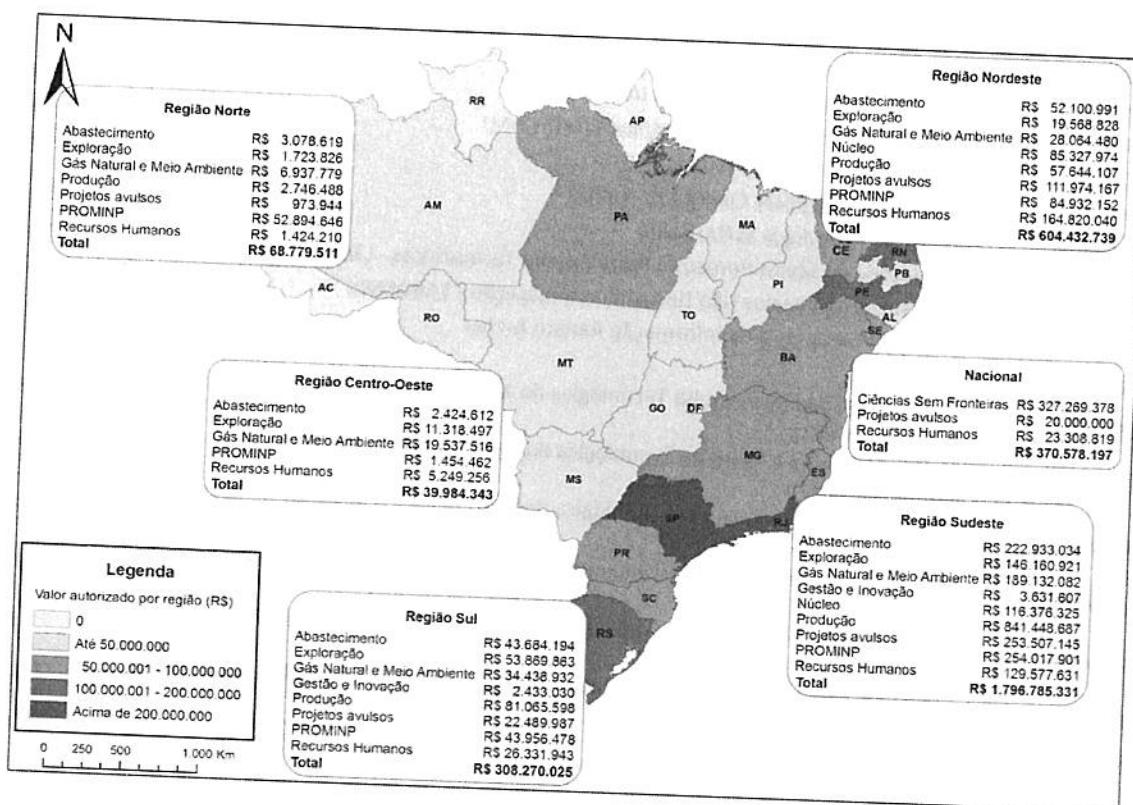 N
Região Norte
Abastecimento R$ 3.078.619
Exploração R$ 1.723.826
Gás Natural e Meio Ambiente R$ 6.937.779
Produção R$ 2.746.488
Projetos avulsos R$ 973.944
PROMINP R$ 52.894.646
Recursos Humanos R$ 1.424.210
Total R$ 68.779.511
Região Nordeste
Abastecimento R$ 52.100.991
Exploração R$ 19.568.828
Gás Natural e Meio Ambiente R$ 28.064.480
Núcleo R$ 85.327.974
Produção R$ 57.644.107
Projetos avulsos R$ 111.974.167
PROMINP R$ 84.932.152
Recursos Humanos R$ 164.820.040
Total R$ 604.432.739
RR
AP
AM
PA
MA
CE
RN
PB
PE
PI
AL
SE
AC
RO
TO
BA
MT
GO
DF
MG
ES
MS
SP
RJ
PR
SC
RS
Região Centro-Oeste
Abastecimento R$ 2.424.612
Exploração R$ 11.318.497
Gás Natural e Meio Ambiente R$ 19.537.516
PROMINP R$ 1.454.462
Recursos Humanos R$ 5.249.256
Total R$ 39.984.343
Nacional
Ciências Sem Fronteiras R$ 327.269.378
Projetos avulsos R$ 20.000.000
Recursos Humanos R$ 23.308.819
Total R$ 370.578.197
Região Sudeste
Abastecimento R$ 222.933.034
Exploração R$ 146.160.921
Gás Natural e Meio Ambiente R$ 189.132.082
Gestão e Inovação R$ 3.631.607
Núcleo R$ 116.376.325
Produção R$ 841.448.687
Projetos avulsos R$ 253.507.145
PROMINP R$ 254.017.901
Recursos Humanos R$ 129.577.631
Total R$ 1.796.785.331
Região Sul
Abastecimento R$ 43.684.194
Exploração R$ 53.869.863
Gás Natural e Meio Ambiente R$ 34.438.932
Gestão e Inovação R$ 2.433.030
Produção R$ 81.065.598
Projetos avulsos R$ 22.489.987
PROMINP R$ 43.956.478
Recursos Humanos R$ 26.331.943
Total R$ 308.270.025
Legenda
Valor autorizado por região (R$)
0
Até 50.000.000
50.000.001 - 100.000.000
100.000.001 - 200.000.000
Acima de 200.000.000
0 250 500 1.000 Km